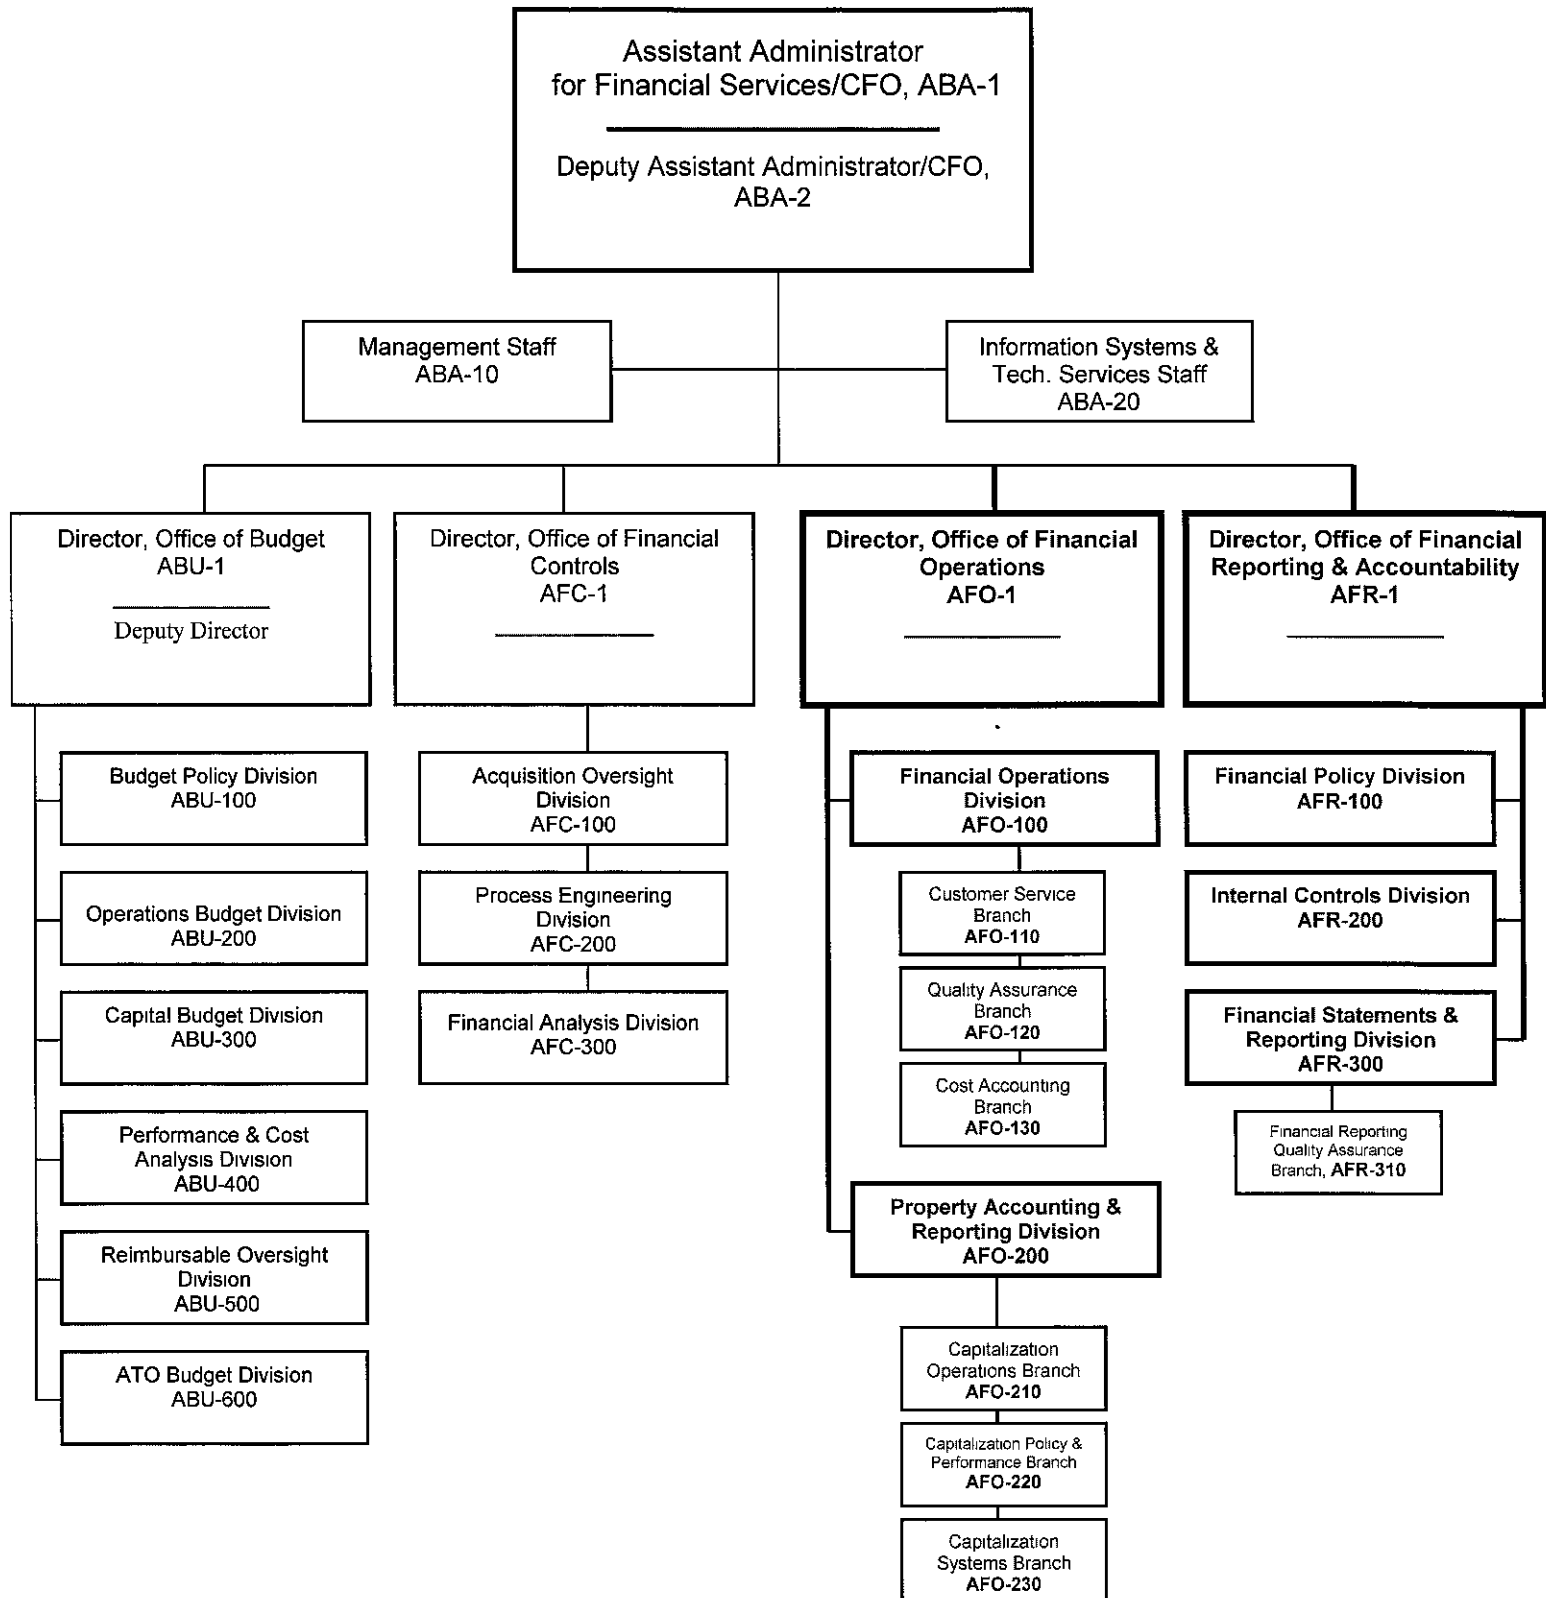 Assistant Administrator
for Financial Services/CFO, ABA-1
Deputy Assistant Administrator/CFO,
ABA-2
Management Staff
ABA-10
Information Systems &
Tech. Services Staff
ABA-20
Director, Office of Budget
ABU-1
Deputy Director
Director, Office of Financial
Controls
AFC-1
Director, Office of Financial
Operations
AFO-1
Director, Office of Financial
Reporting & Accountability
AFR-1
Budget Policy Division
ABU-100
Operations Budget Division
ABU-200
Capital Budget Division
ABU-300
Performance & Cost
Analysis Division
ABU-400
Reimbursable Oversight
Division
ABU-500
ATO Budget Division
ABU-600
Acquisition Oversight
Division
AFC-100
Process Engineering
Division
AFC-200
Financial Analysis Division
AFC-300
Financial Operations
Division
AFO-100
Customer Service
Branch
AFO-110
Quality Assurance
Branch
AFO-120
Cost Accounting
Branch
AFO-130
Property Accounting &
Reporting Division
AFO-200
Capitalization
Operations Branch
AFO-210
Capitalization Policy &
Performance Branch
AFO-220
Capitalization
Systems Branch
AFO-230
Financial Policy Division
AFR-100
Internal Controls Division
AFR-200
Financial Statements &
Reporting Division
AFR-300
Financial Reporting
Quality Assurance
Branch, AFR-310